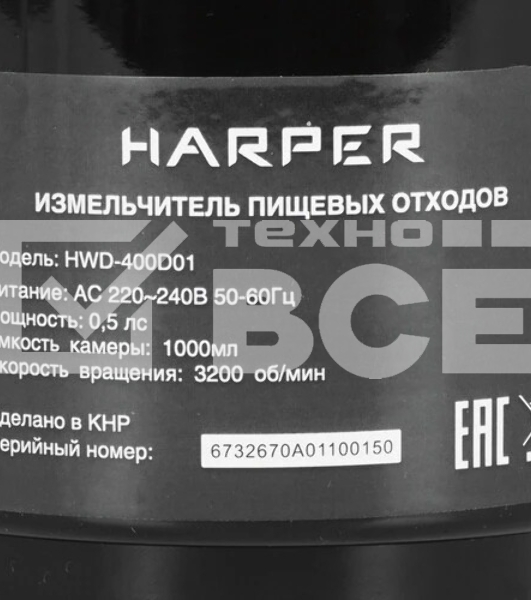 HARPER
ИЗМЕЛЬЧИТЕЛЬ ПИЩЕВЫХ ОТХОДОВ
техно
ВСЕ
одель: HWD-400D01
итание: АС 220~240В 50-60Гц
ощность: 0,5 лс
мкость камеры: 1000мл
корость вращения: 3200 об/мин
делано в КНР
ерийный номер: 6732670A01100150
EAC